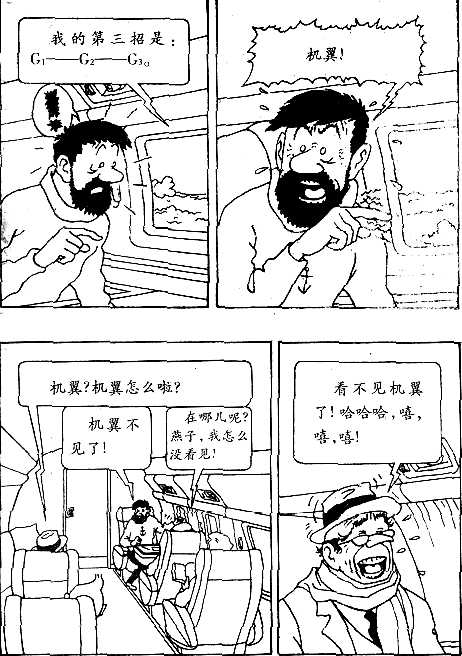 我的第三招是:
G₁——G₂——G₃。
机翼!
机翼?机翼怎么啦?
机翼不
见了!
在哪儿呢?
燕子,我怎么
没看见!
看不见机翼
了!哈哈哈,嘻,
嘻,嘻!